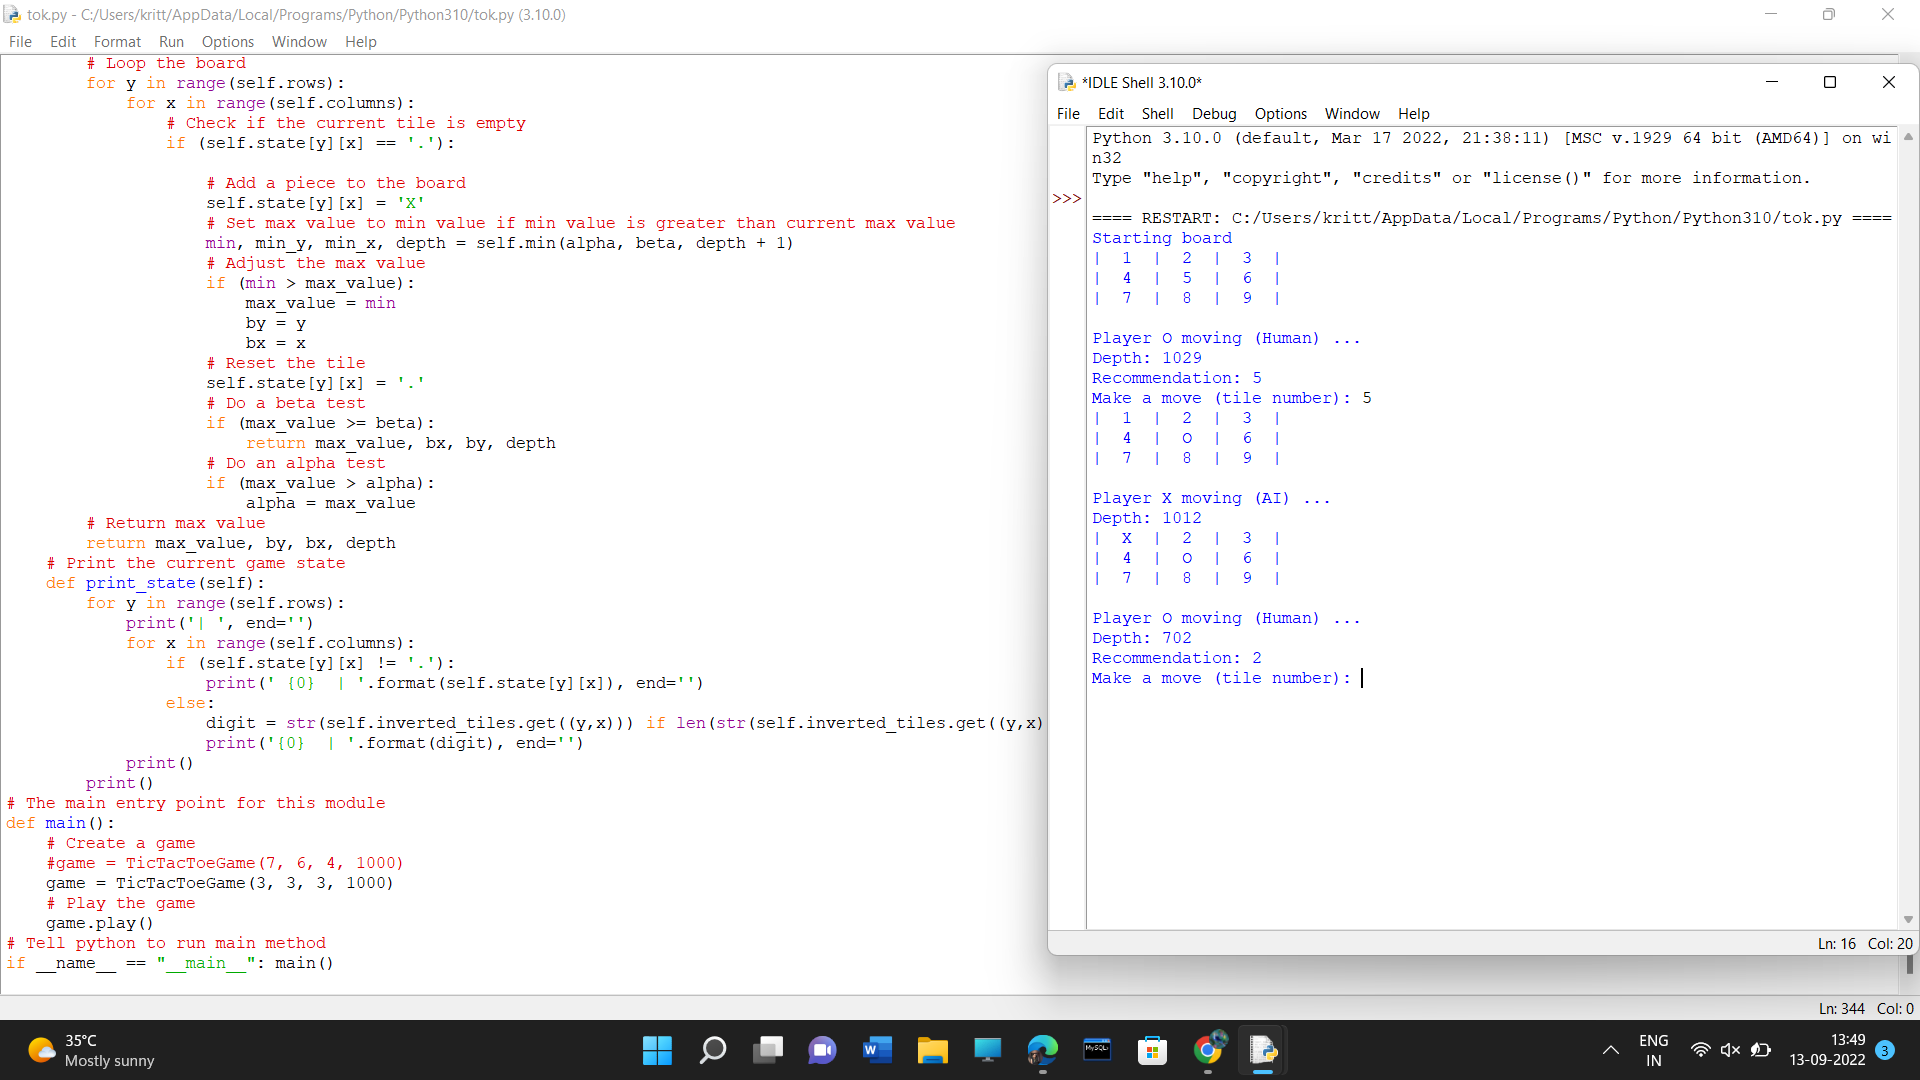 tok.py - C:/Users/kritt/AppData/Local/Programs/Python/Python310/tok.py (3.10.0)
File Edit Format Run Options Window Help
# Loop the board
for y in range(self.rows):
for x in range(self.columns):
# Check if the current tile is empty
if (self.state[y][x] == '.'):
# Add a piece to the board
self.state[y][x] = 'X'
# Set max value to min value if min value is greater than current max value
min, min_y, min_x, depth = self.min(alpha, beta, depth + 1)
# Adjust the max value
if (min > max_value):
max_value = min
by = y
bx = x
# Reset the tile
self.state[y][x] = '.'
# Do a beta test
if (max_value >= beta):
return max_value, bx, by, depth
# Do an alpha test
if (max_value > alpha):
alpha = max_value
# Return max value
return max_value, by, bx, depth
# Print the current game state
def print_state(self):
for y in range(self.rows):
print('| ', end='')
for x in range(self.columns):
if (self.state[y][x] != '.'):
print(' {0}  | '.format(self.state[y][x]), end='')
else:
digit = str(self.inverted_tiles.get((y,x))) if len(str(self.inverted_tiles.get((y,x)
print('{0}  | '.format(digit), end='')
print()
print()
# The main entry point for this module
def main():
# Create a game
#game = TicTacToeGame(7, 6, 4, 1000)
game = TicTacToeGame(3, 3, 3, 1000)
# Play the game
game.play()
# Tell python to run main method
if __name__ == "__main__": main()
Ln: 344 Col: 0
*IDLE Shell 3.10.0*
File Edit Shell Debug Options Window Help
Python 3.10.0 (default, Mar 17 2022, 21:38:11) [MSC v.1929 64 bit (AMD64)] on wi
n32
Type "help", "copyright", "credits" or "license()" for more information.
>>>
==== RESTART: C:/Users/kritt/AppData/Local/Programs/Python/Python310/tok.py ====
Starting board
|  1  |  2  |  3  |
|  4  |  5  |  6  |
|  7  |  8  |  9  |
Player O moving (Human) ...
Depth: 1029
Recommendation: 5
Make a move (tile number): 5
|  1  |  2  |  3  |
|  4  |  O  |  6  |
|  7  |  8  |  9  |
Player X moving (AI) ...
Depth: 1012
|  X  |  2  |  3  |
|  4  |  O  |  6  |
|  7  |  8  |  9  |
Player O moving (Human) ...
Depth: 702
Recommendation: 2
Make a move (tile number):
Ln: 16 Col: 20
35°C
Mostly sunny
W
MySQL
ENG
IN
13:49
13-09-2022
3